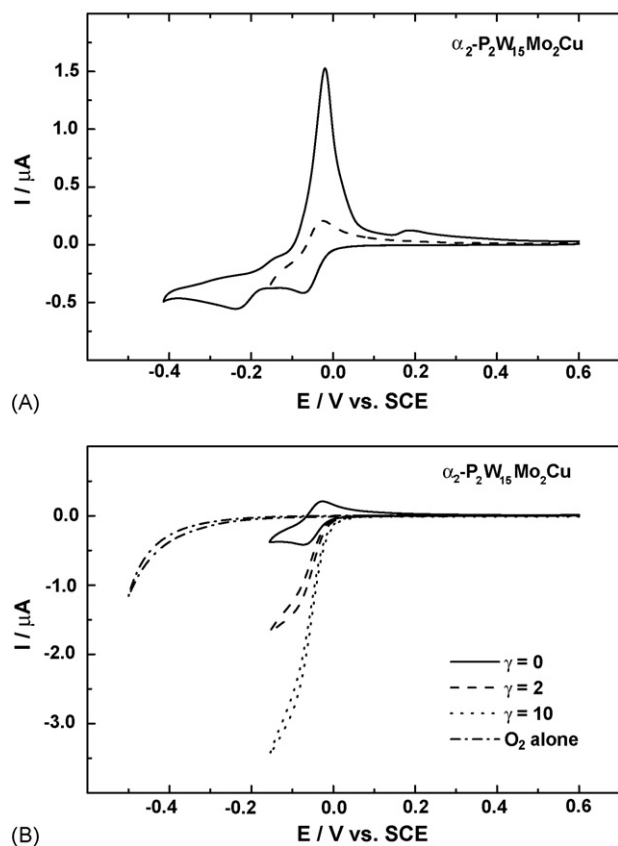 α₂-P₂W₁₅Mo₂Cu
1.5
1.0
0.5
0.0
-0.5
I / μA
-0.4 -0.2 0.0 0.2 0.4 0.6
E / V vs. SCE
(A)
α₂-P₂W₁₅Mo₂Cu
0.0
-1.0
-2.0
-3.0
I / μA
γ = 0
γ = 2
γ = 10
O₂ alone
-0.4 -0.2 0.0 0.2 0.4 0.6
E / V vs. SCE
(B)